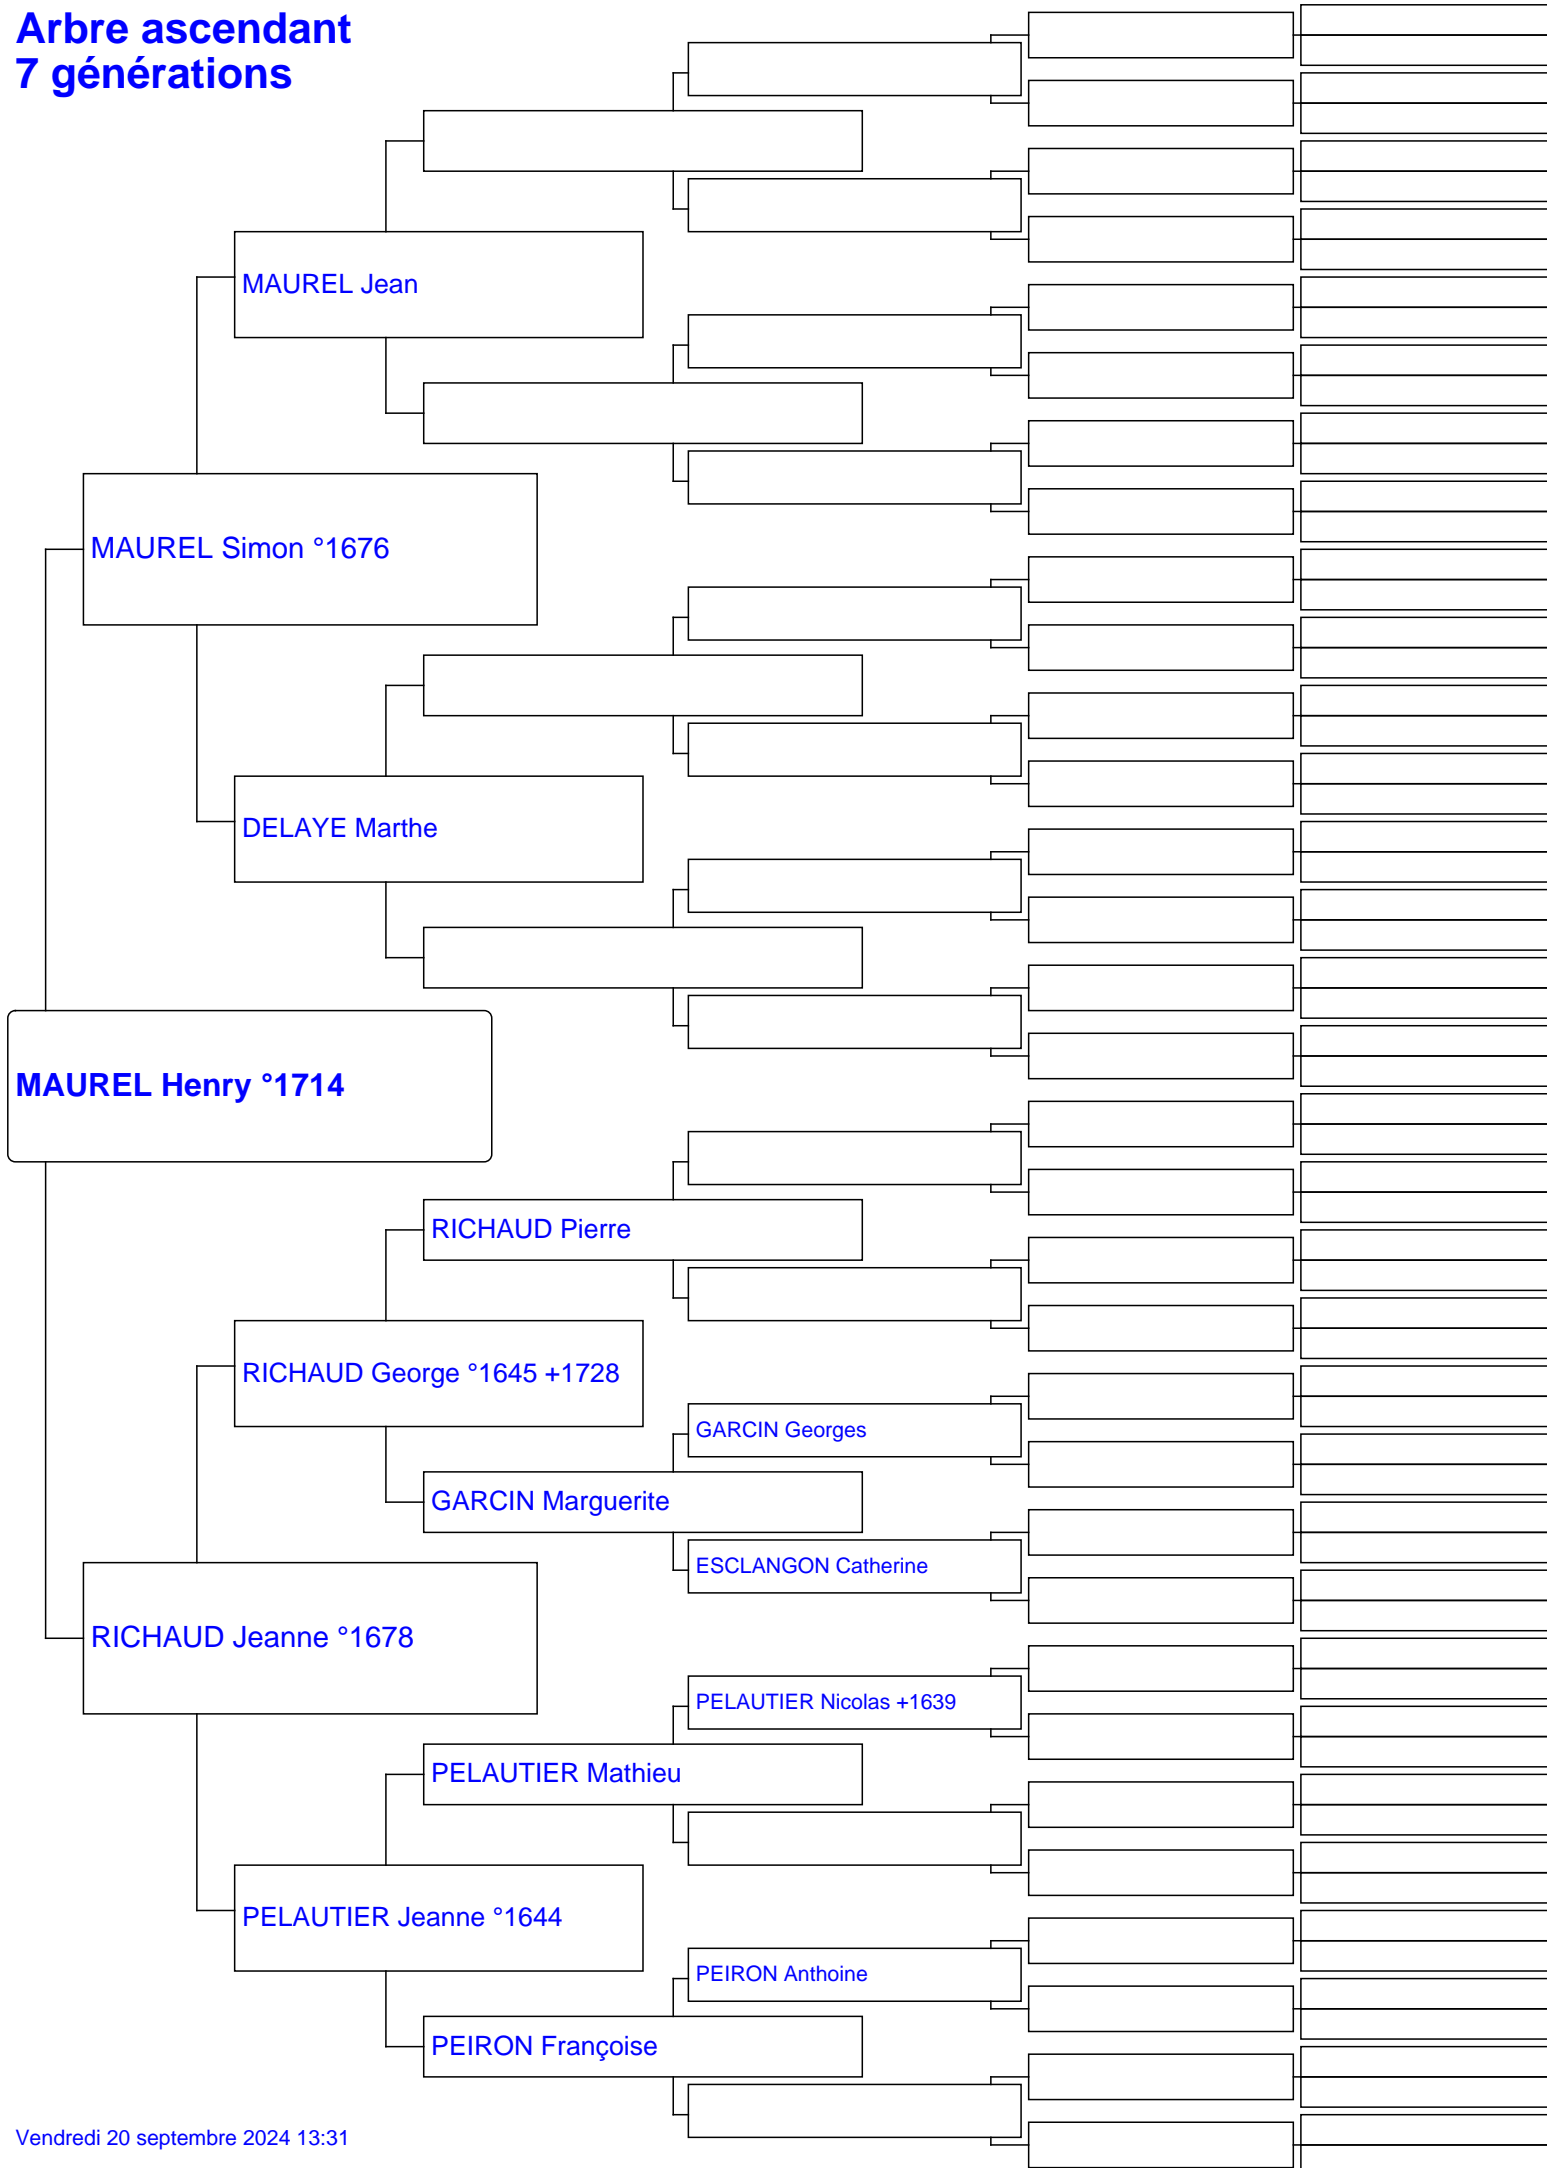 Arbre ascendant
7 générations
MAUREL Jean
MAUREL Simon °1676
DELAYE Marthe
MAUREL Henry °1714
RICHAUD Pierre
RICHAUD George °1645 +1728
GARCIN Georges
GARCIN Marguerite
ESCLANGON Catherine
RICHAUD Jeanne °1678
PELAUTIER Nicolas +1639
PELAUTIER Mathieu
PELAUTIER Jeanne °1644
PEIRON Anthoine
PEIRON Françoise
Vendredi 20 septembre 2024 13:31